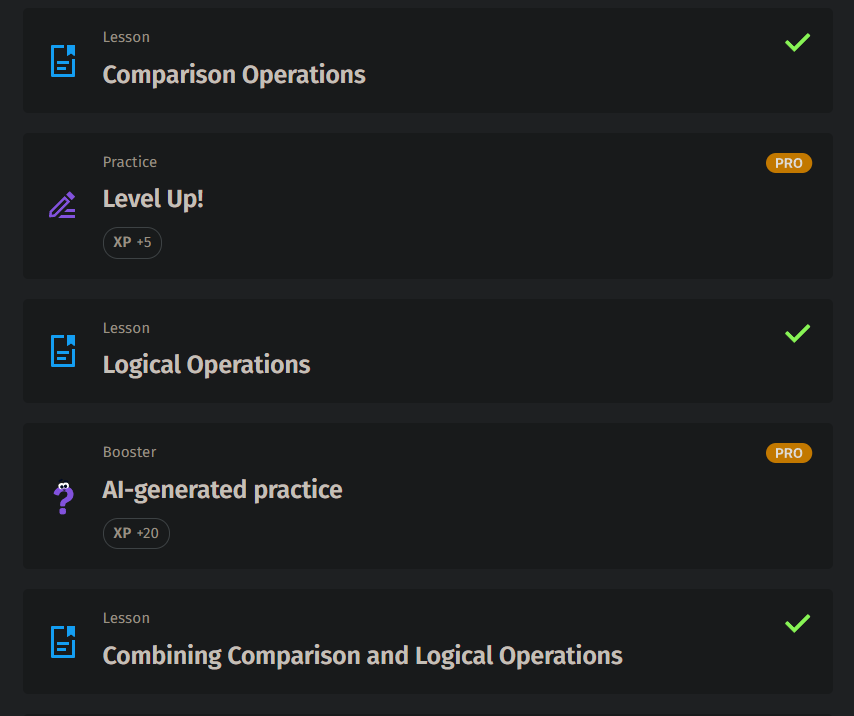 Lesson
Comparison Operations
Practice
PRO
Level Up!
XP +5
Lesson
Logical Operations
Booster
PRO
AI-generated practice
XP +20
Lesson
Combining Comparison and Logical Operations